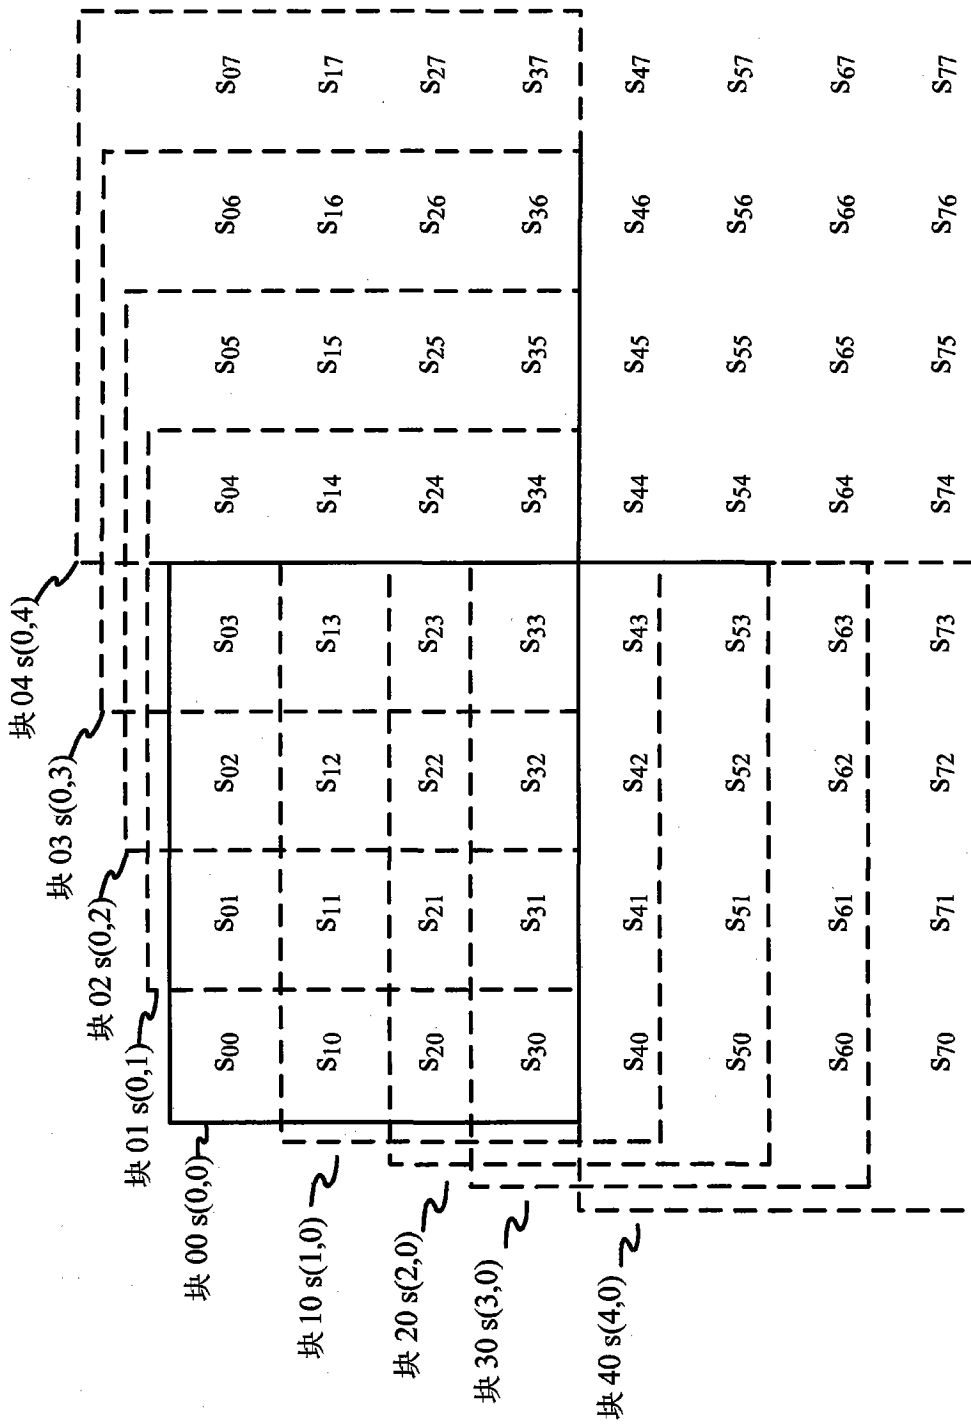 块 04 s(0,4)
块 03 s(0,3)
块 02 s(0,2)
块 01 s(0,1)
块 00 s(0,0)
S00 S01 S02 S03 S04 S05 S06 S07
块 10 s(1,0)
S10 S11 S12 S13 S14 S15 S16 S17
块 20 s(2,0)
S20 S21 S22 S23 S24 S25 S26 S27
块 30 s(3,0)
S30 S31 S32 S33 S34 S35 S36 S37
块 40 s(4,0)
S40 S41 S42 S43 S44 S45 S46 S47
S50 S51 S52 S53 S54 S55 S56 S57
S60 S61 S62 S63 S64 S65 S66 S67
S70 S71 S72 S73 S74 S75 S76 S77